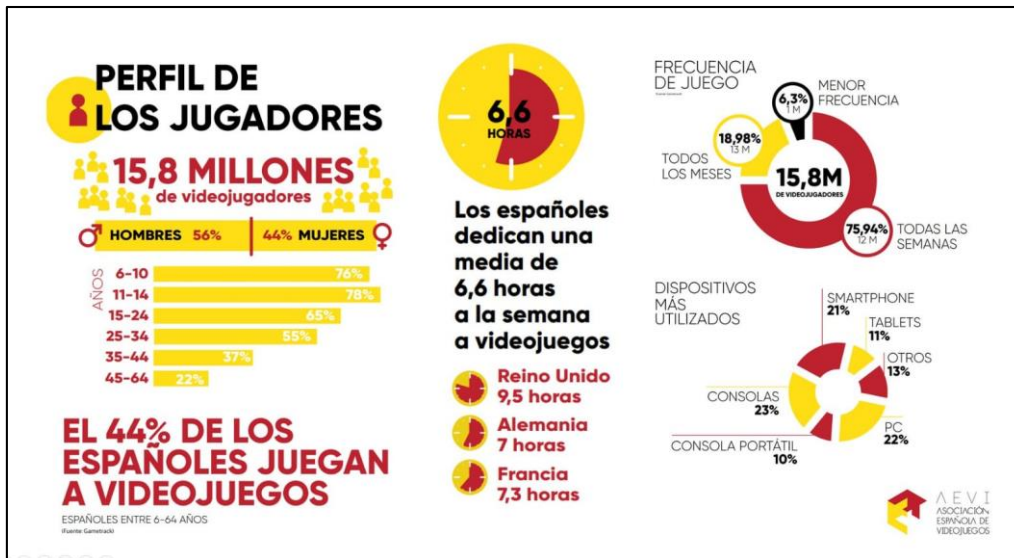 PERFIL DE
LOS JUGADORES
15,8 MILLONES
de videojugadores
HOMBRES 56% 44% MUJERES
AÑOS
6-10 76%
11-14 78%
15-24 65%
25-34 55%
35-44 37%
45-64 22%
EL 44% DE LOS
ESPAÑOLES JUEGAN
A VIDEOJUEGOS
ESPAÑOLES ENTRE 6-64 AÑOS
(Fuente Gametrack)
6,6
HORAS
Los españoles
dedican una
media de
6,6 horas
a la semana
a videojuegos
Reino Unido
9,5 horas
Alemania
7 horas
Francia
7,3 horas
FRECUENCIA
DE JUEGO
Fuente Gametrack
6,3%
1 M
MENOR
FRECUENCIA
18,98%
13 M
TODOS
LOS MESES
15,8M
DE VIDEOJUGADORES
75,94%
12 M
TODAS LAS
SEMANAS
DISPOSITIVOS
MÁS
UTILIZADOS
SMARTPHONE
21%
TABLETS
11%
OTROS
13%
CONSOLAS
23%
PC
22%
CONSOLA PORTÁTIL
10%
AEVI
ASOCIACIÓN
ESPAÑOLA DE
VIDEOJUEGOS